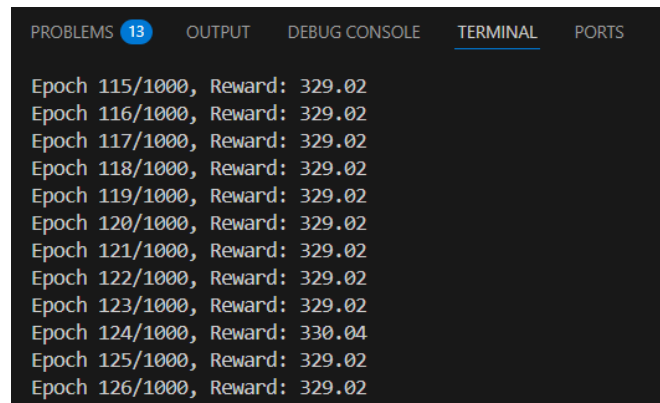 PROBLEMS 13 OUTPUT DEBUG CONSOLE TERMINAL PORTS
Epoch 115/1000, Reward: 329.02
Epoch 116/1000, Reward: 329.02
Epoch 117/1000, Reward: 329.02
Epoch 118/1000, Reward: 329.02
Epoch 119/1000, Reward: 329.02
Epoch 120/1000, Reward: 329.02
Epoch 121/1000, Reward: 329.02
Epoch 122/1000, Reward: 329.02
Epoch 123/1000, Reward: 329.02
Epoch 124/1000, Reward: 330.04
Epoch 125/1000, Reward: 329.02
Epoch 126/1000, Reward: 329.02